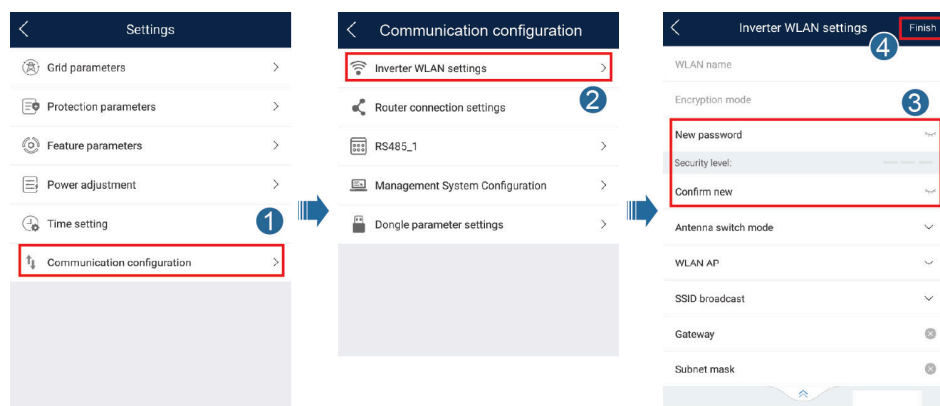 Settings
Grid parameters
Protection parameters
Feature parameters
Power adjustment
Time setting
1
Communication configuration
Communication configuration
Inverter WLAN settings
2
Router connection settings
RS485_1
Management System Configuration
Dongle parameter settings
Inverter WLAN settings
Finish
4
WLAN name
Encryption mode
3
New password
Security level:
Confirm new
Antenna switch mode
WLAN AP
SSID broadcast
Gateway
Subnet mask